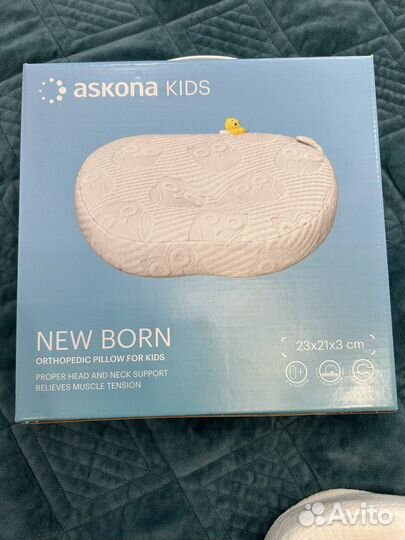 askona KIDS
NEW BORN
ORTHOPEDIC PILLOW FOR KIDS
PROPER HEAD AND NECK SUPPORT
RELIEVES MUSCLE TENSION
23x21x3 cm
0+
Avito